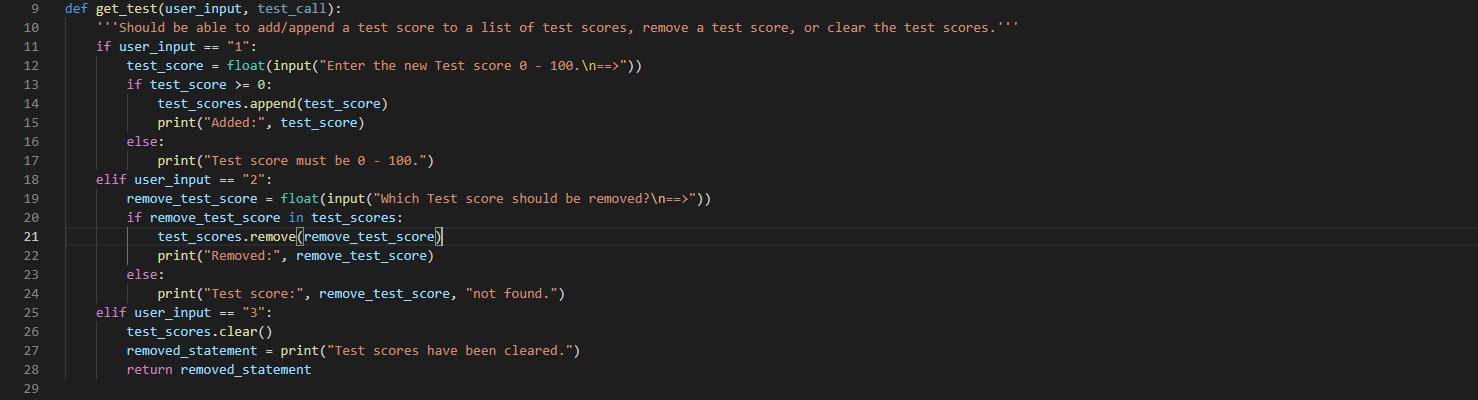 9 def get_test(user_input, test_call):
10 '''Should be able to add/append a test score to a list of test scores, remove a test score, or clear the test scores.'''
11 if user_input == "1":
12 test_score = float(input("Enter the new Test score 0 - 100.\n==>"))
13 if test_score >= 0:
14 test_scores.append(test_score)
15 print("Added:", test_score)
16 else:
17 print("Test score must be 0 - 100.")
18 elif user_input == "2":
19 remove_test_score = float(input("Which Test score should be removed?\n==>"))
20 if remove_test_score in test_scores:
21 test_scores.remove(remove_test_score)
22 print("Removed:", remove_test_score)
23 else:
24 print("Test score:", remove_test_score, "not found.")
25 elif user_input == "3":
26 test_scores.clear()
27 removed_statement = print("Test scores have been cleared.")
28 return removed_statement
29